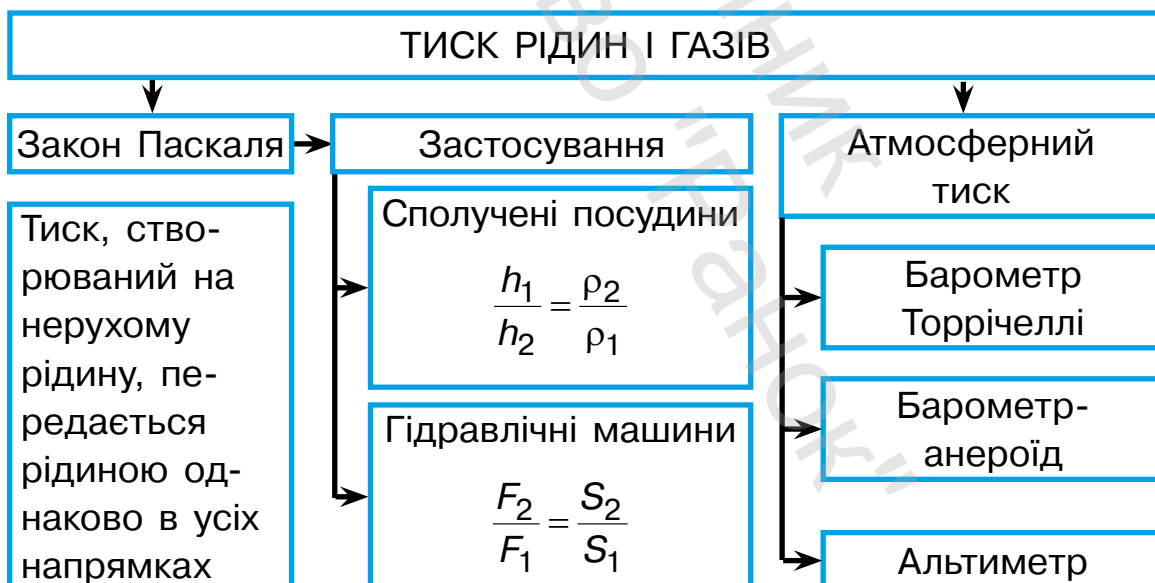 ТИСК РІДИН І ГАЗІВ
Закон Паскаля
Тиск, ство-
рюваний на
нерухому
рідину, пе-
редається
рідиною од-
наково в усіх
напрямках
Застосування
Сполучені посудини
h₁/h₂ = ρ₂/ρ₁
Гідравлічні машини
F₂/F₁ = S₂/S₁
Атмосферний
тиск
Барометр
Торрічеллі
Барометр-
анероїд
Альтиметр
"Ранок"